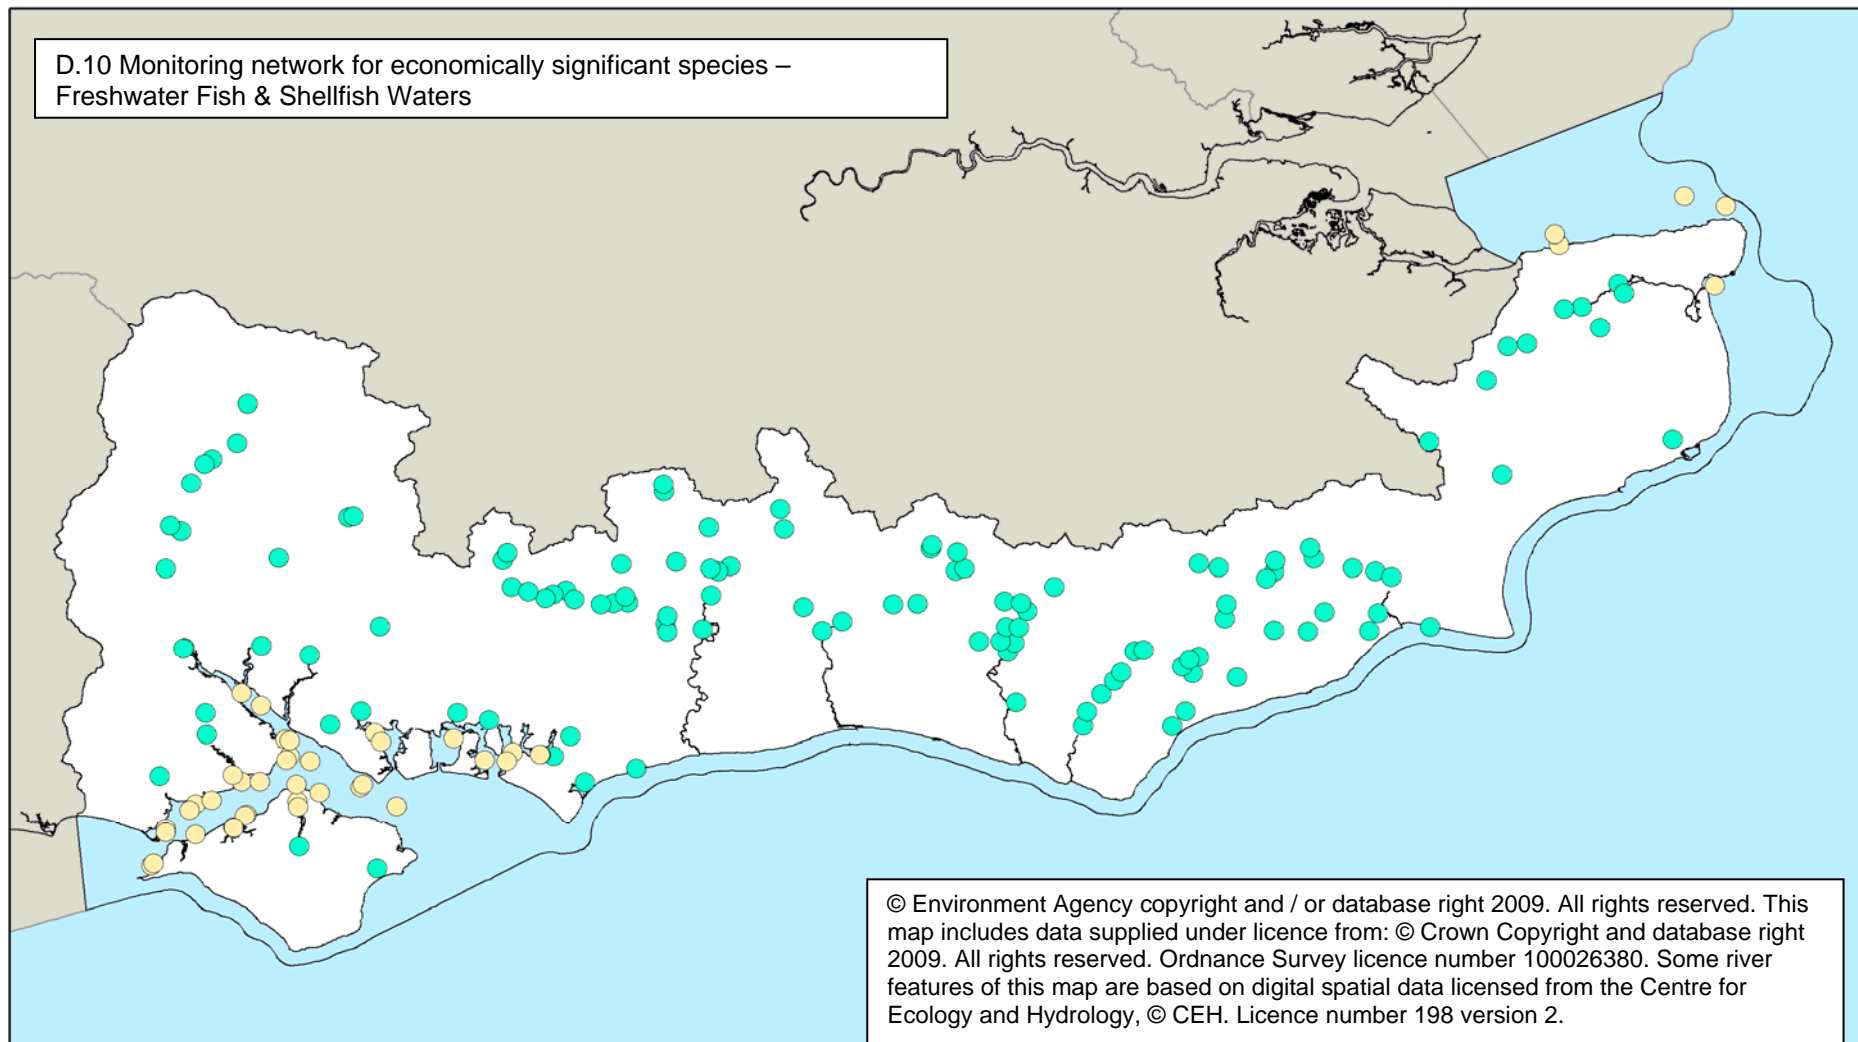 D.10 Monitoring network for economically significant species –
Freshwater Fish & Shellfish Waters
© Environment Agency copyright and / or database right 2009. All rights reserved. This
map includes data supplied under licence from: © Crown Copyright and database right
2009. All rights reserved. Ordnance Survey licence number 100026380. Some river
features of this map are based on digital spatial data licensed from the Centre for
Ecology and Hydrology, © CEH. Licence number 198 version 2.